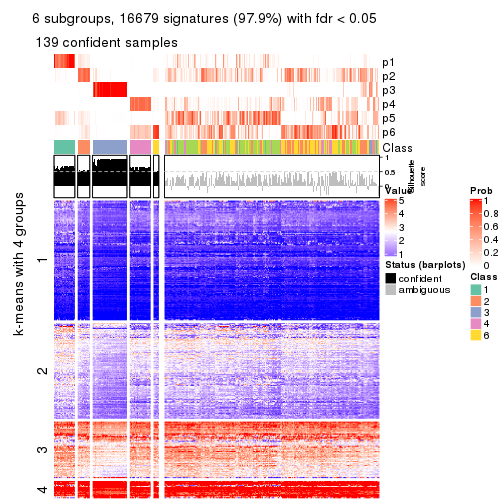 6 subgroups, 16679 signatures (97.9%) with fdr < 0.05
139 confident samples
p1
p2
p3
p4
p5
p6
Class
1
0.5
0
Silhouette
score
k-means with 4 groups
1
2
3
4
Value
5
4
3
2
1
Status (barplots)
confident
ambiguous
Prob
1
0.8
0.6
0.4
0.2
0
Class
1
2
3
4
5
6